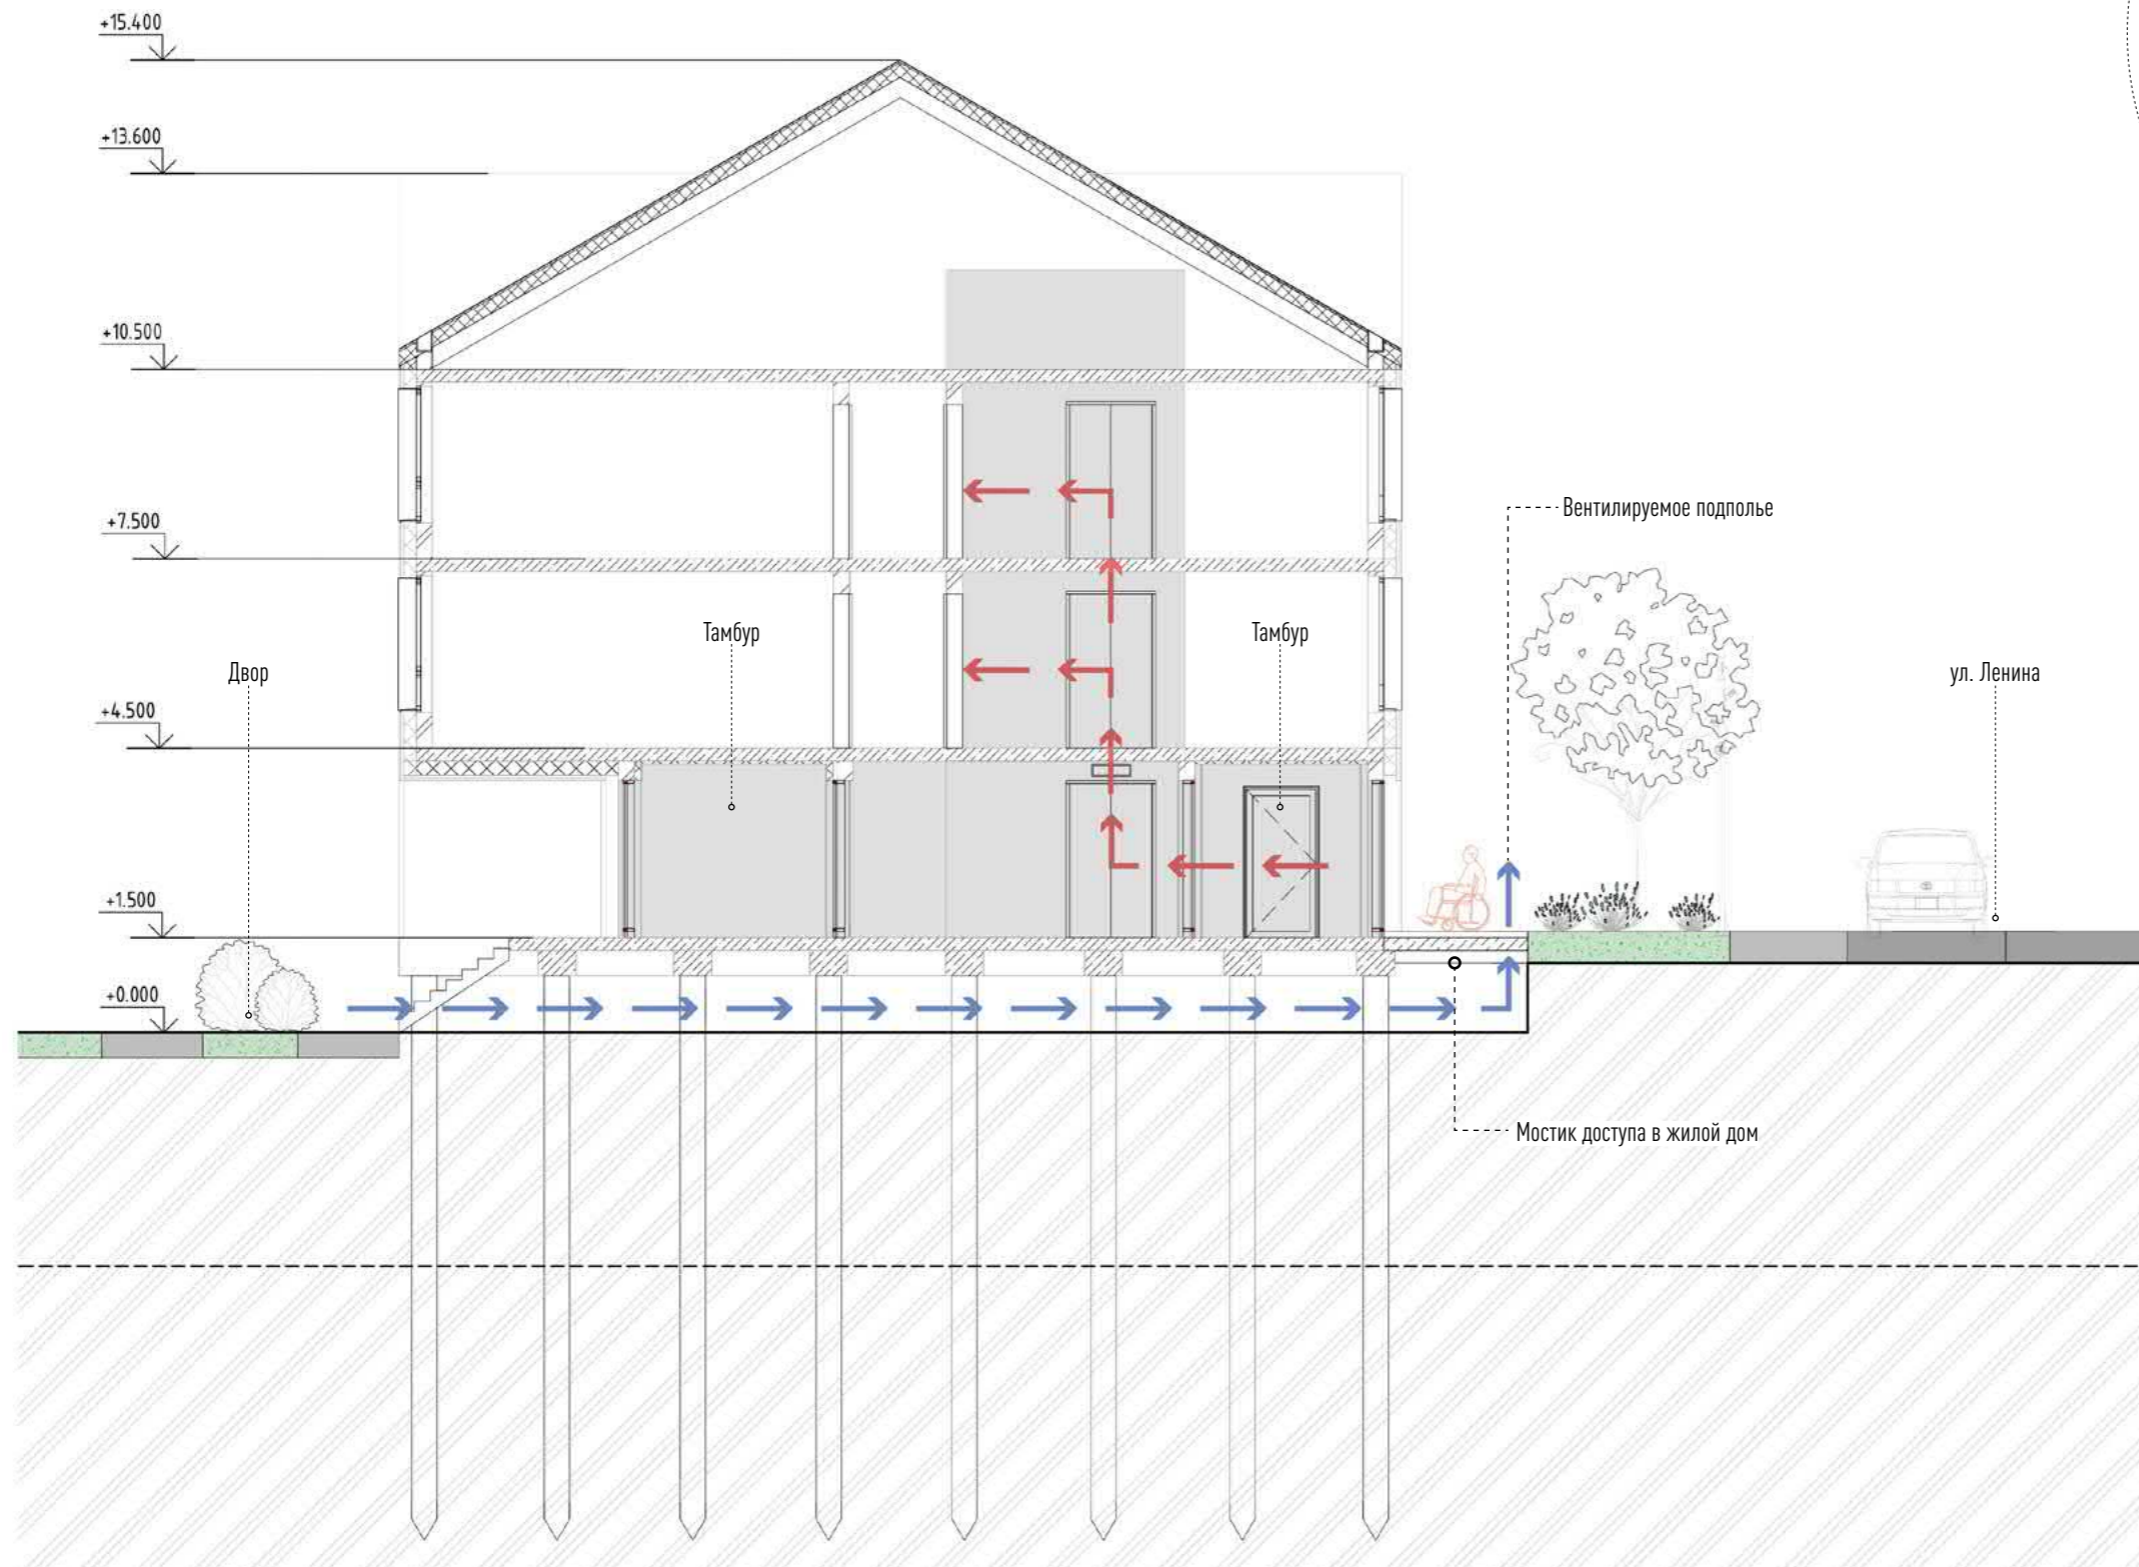 +15.400
+13.600
+10.500
+7.500
Вентилируемое подполье
Тамбур
Тамбур
Двор
ул. Ленина
+4.500
+1.500
+0.000
Мостик доступа в жилой дом